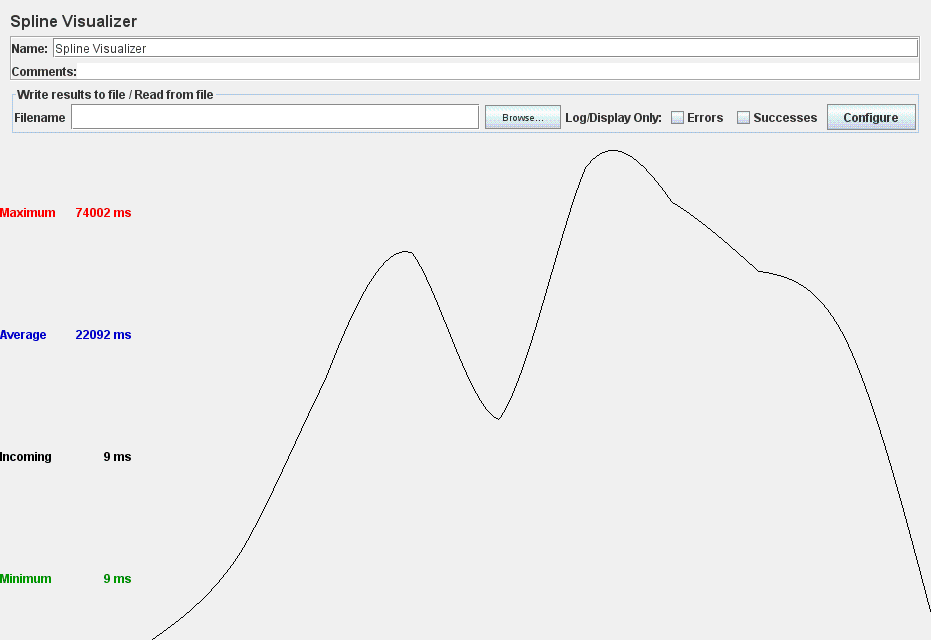 Spline Visualizer
Name: Spline Visualizer
Comments:
Write results to file / Read from file
Filename Browse... Log/Display Only: Errors Successes Configure
Maximum 74002 ms
Average 22092 ms
Incoming 9 ms
Minimum 9 ms